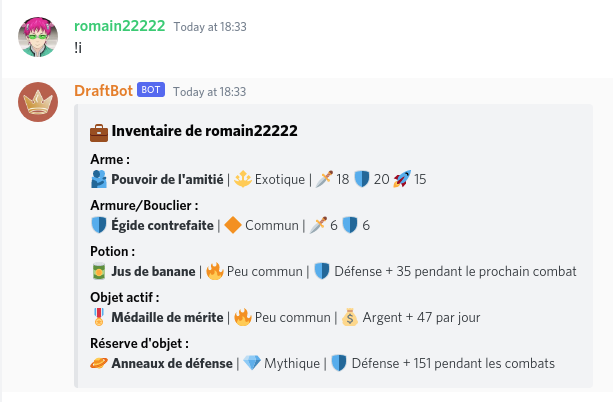 romain22222 Today at 18:33
!i
DraftBot BOT Today at 18:33
Inventaire de romain22222
Arme :
Pouvoir de l'amitié | Exotique | 18 20 15
Armure/Bouclier :
Égide contrefaite | Commun | 6 6
Potion :
Jus de banane | Peu commun | Défense + 35 pendant le prochain combat
Objet actif :
Médaille de mérite | Peu commun | Argent + 47 par jour
Réserve d'objet :
Anneaux de défense | Mythique | Défense + 151 pendant les combats